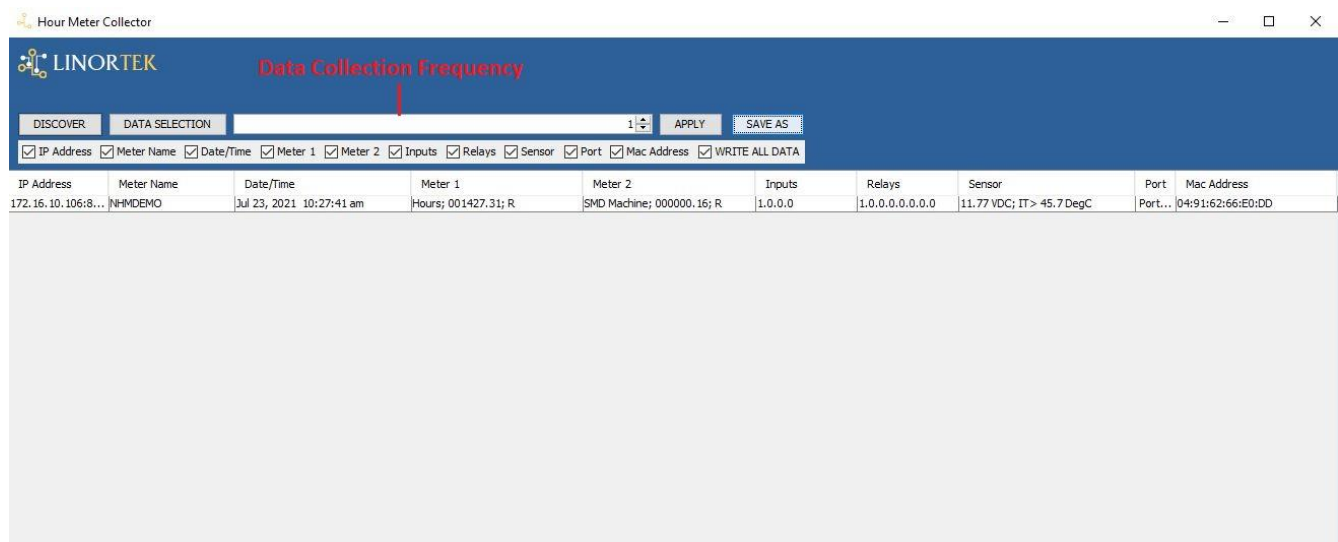 Hour Meter Collector
LINORTEK
Data Collection Frequency
DISCOVER DATA SELECTION 1 APPLY SAVE AS
IP Address Meter Name Date/Time Meter 1 Meter 2 Inputs Relays Sensor Port Mac Address WRITE ALL DATA
IP Address Meter Name Date/Time Meter 1 Meter 2 Inputs Relays Sensor Port Mac Address
172.16.10.106:8... NHMDEMO Jul 23, 2021 10:27:41 am Hours; 001427.31; R SMD Machine; 000000.16; R 1.0.0.0 1.0.0.0.0.0.0.0 11.77 VDC; IT> 45.7 DegC Port... 04:91:62:66:E0:DD